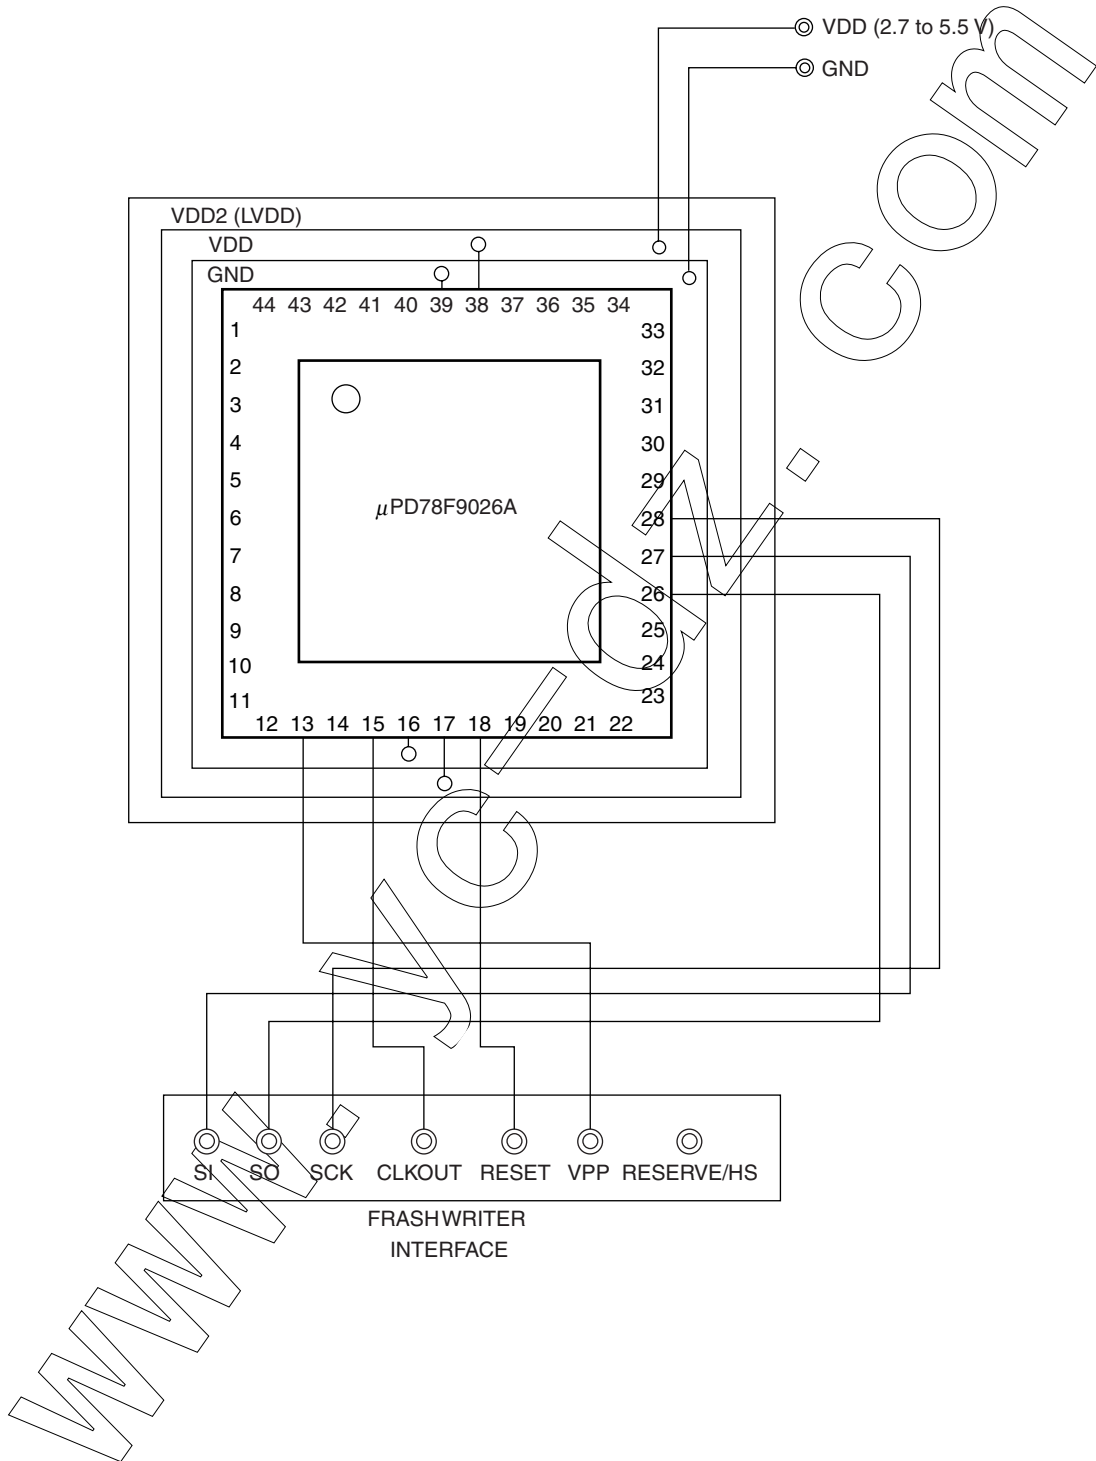 VDD (2.7 to 5.5 V)
GND
VDD2 (LVDD)
VDD
GND
44 43 42 41 40 39 38 37 36 35 34
1
2
3
4
5
6
7
8
9
10
11
33
32
31
30
29
28
27
26
25
24
23
μPD78F9026A
12 13 14 15 16 17 18 19 20 21 22
SI SO SCK CLKOUT RESET VPP RESERVE/HS
FRASHWRITER
INTERFACE
www.yc-dz.com